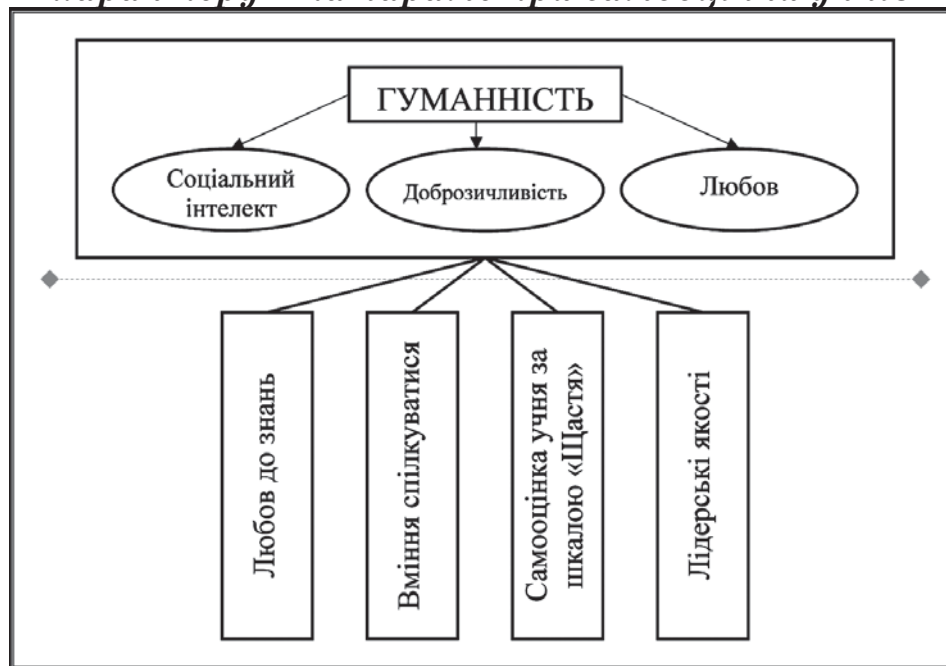 ГУМАННІСТЬ
Соціальний
інтелект
Доброзичливість
Любов
Любов до знань
Вміння спілкуватися
Самооцінка учня за
шкалою «Щастя»
Лідерські якості